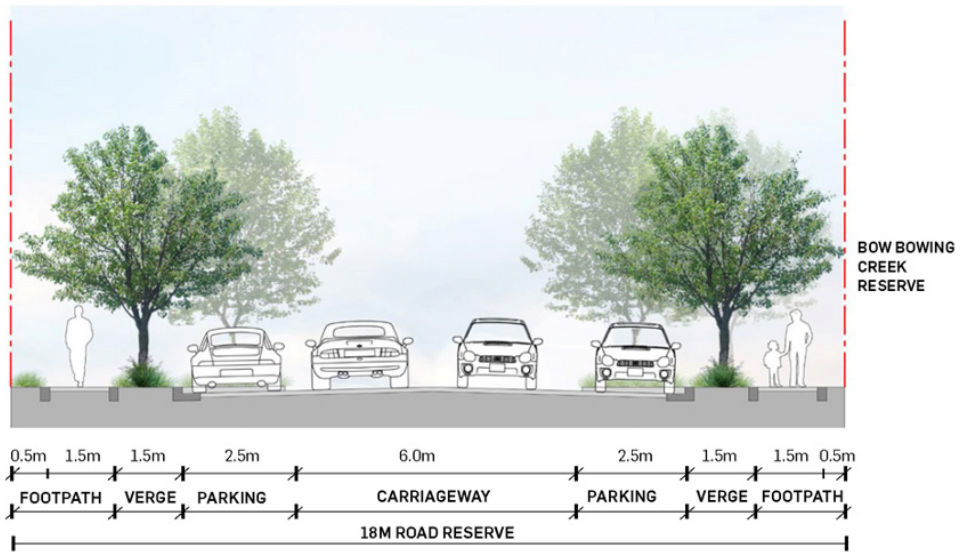 BOW BOWING
CREEK
RESERVE
0.5m 1.5m 1.5m 2.5m 6.0m 2.5m 1.5m 1.5m 0.5m
FOOTPATH VERGE PARKING CARRIAGEWAY PARKING VERGE FOOTPATH
18M ROAD RESERVE